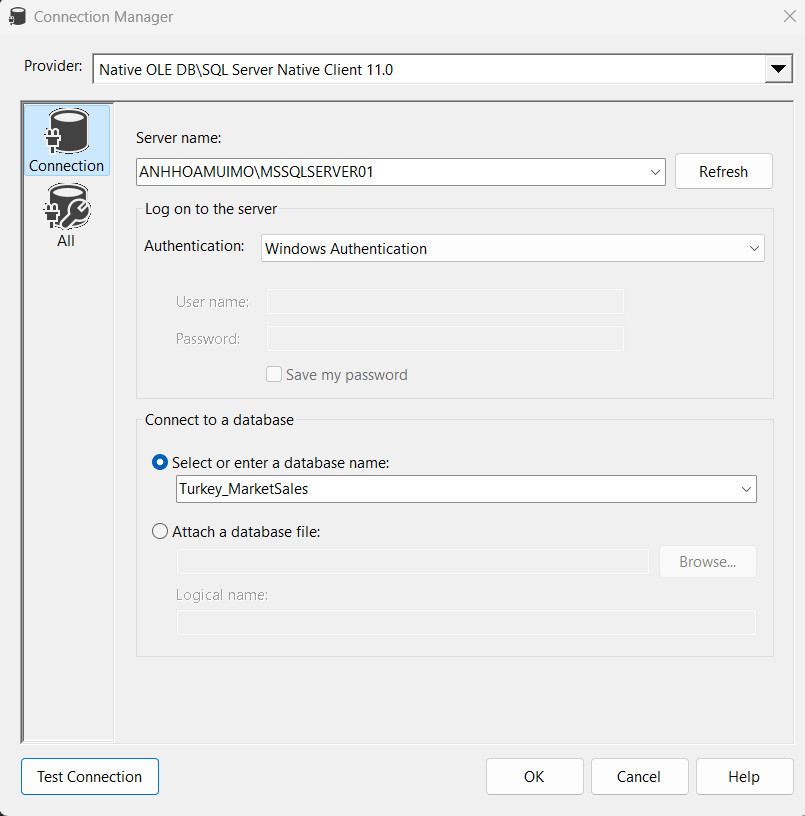 Connection Manager
Provider: Native OLE DB\SQL Server Native Client 11.0
Connection
All
Server name:
ANHHOAMUIMO\MSSQLSERVER01 Refresh
Log on to the server
Authentication: Windows Authentication
User name:
Password:
Save my password
Connect to a database
Select or enter a database name:
Turkey_MarketSales
Attach a database file:
Browse...
Logical name:
Test Connection OK Cancel Help